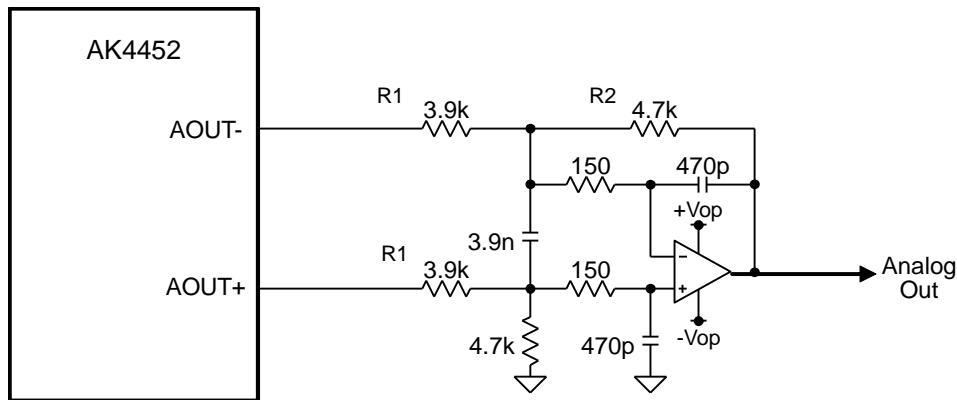 AK4452
R1
3.9k
R2
4.7k
AOUT-
150
470p
+Vop
3.9n
R1
3.9k
150
AOUT+
−
+
Analog
Out
4.7k
470p
-Vop